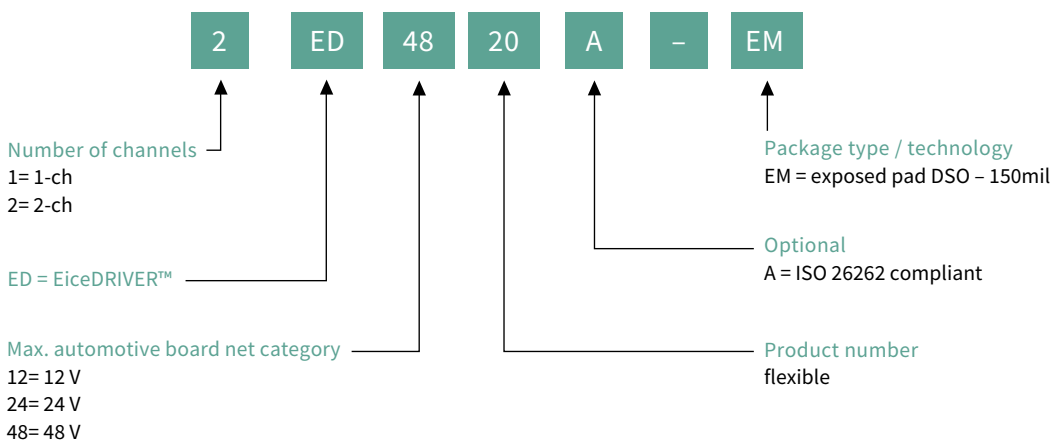 2 ED 48 20 A – EM
Number of channels
1= 1-ch
2= 2-ch
ED = EiceDRIVER™
Max. automotive board net category
12= 12 V
24= 24 V
48= 48 V
Package type / technology
EM = exposed pad DSO – 150mil
Optional
A = ISO 26262 compliant
Product number
flexible